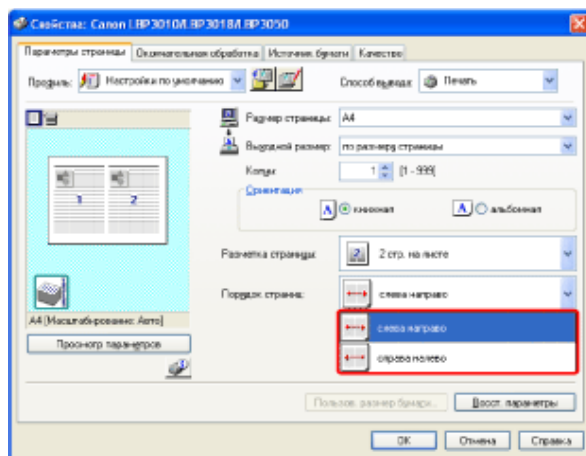 Свойства: Canon LBP3010/LBP3018/LBP3050
Параметры страницы Окончательная обработка Источник бумаги Качество
Профиль: Настройки по умолчанию Способ вывода: Печать
Размер страницы: A4
Выходной размер: по размеру страницы
Копии: 1 [1 - 999]
Ориентация
A книжная A альбомная
1 2
Разметка страницы: 2 2 стр. на листе
Порядок страниц: слева направо
A4 [Масштабирование: Авто]
слева направо
Просмотр параметров
справа налево
Пользов. размер бумаги... Восст. параметры
OK Отмена Справка